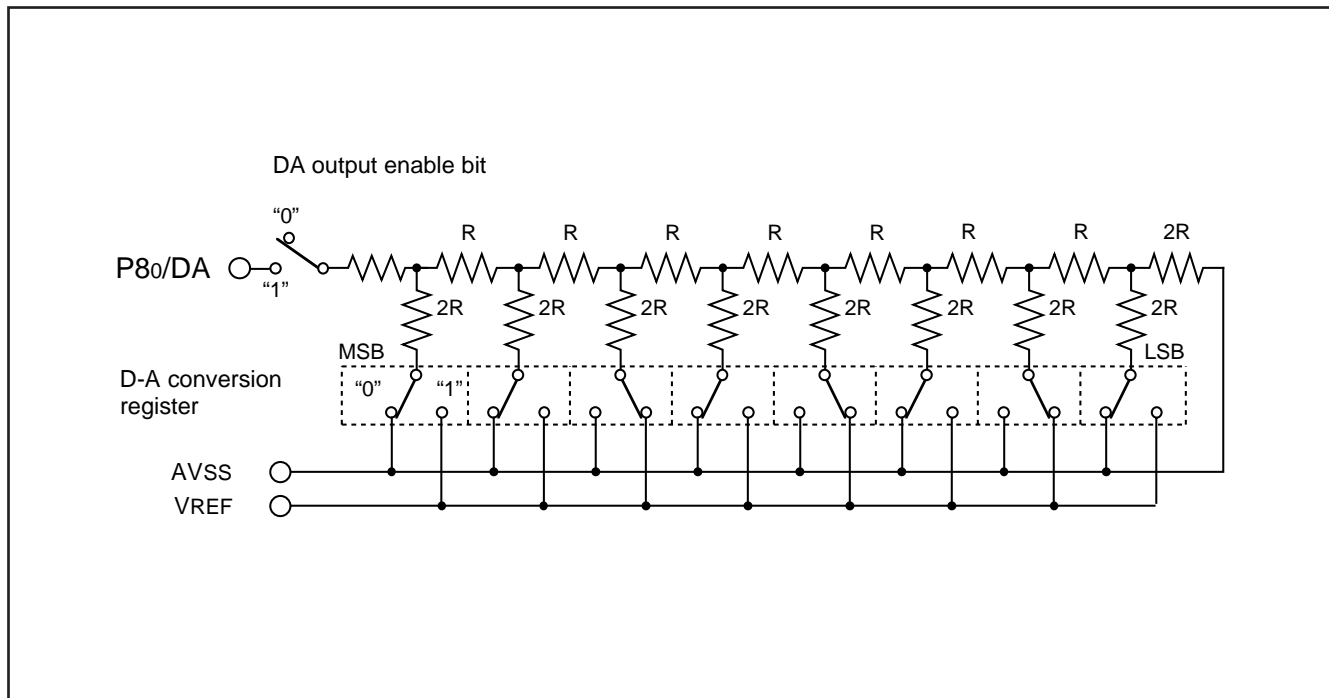 DA output enable bit
“0”
R R R R R R R 2R
P80/DA
“1”
2R 2R 2R 2R 2R 2R 2R 2R
MSB LSB
D-A conversion
register
“0” “1”
AVSS
VREF